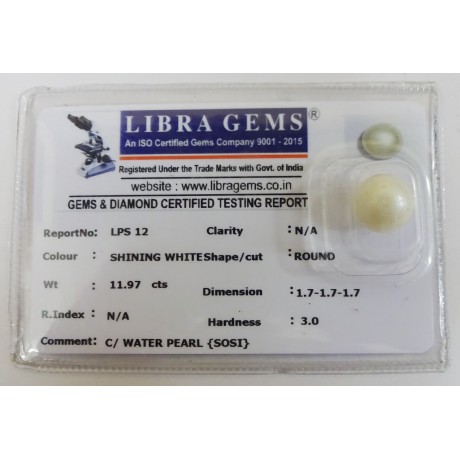 LIBRA GEMS ®
An ISO Certified Gems Company 9001 - 2015
Registered Under the Trade Marks with Govt. of India
website : www.libragems.co.in
GEMS & DIAMOND CERTIFIED TESTING REPORT
ReportNo: LPS 12 Clarity : N/A
Colour : SHINING WHITE Shape/cut : ROUND
Wt : 11.97 cts Dimension : 1.7-1.7-1.7
R.Index : N/A Hardness : 3.0
Comment: C/ WATER PEARL {SOSI}